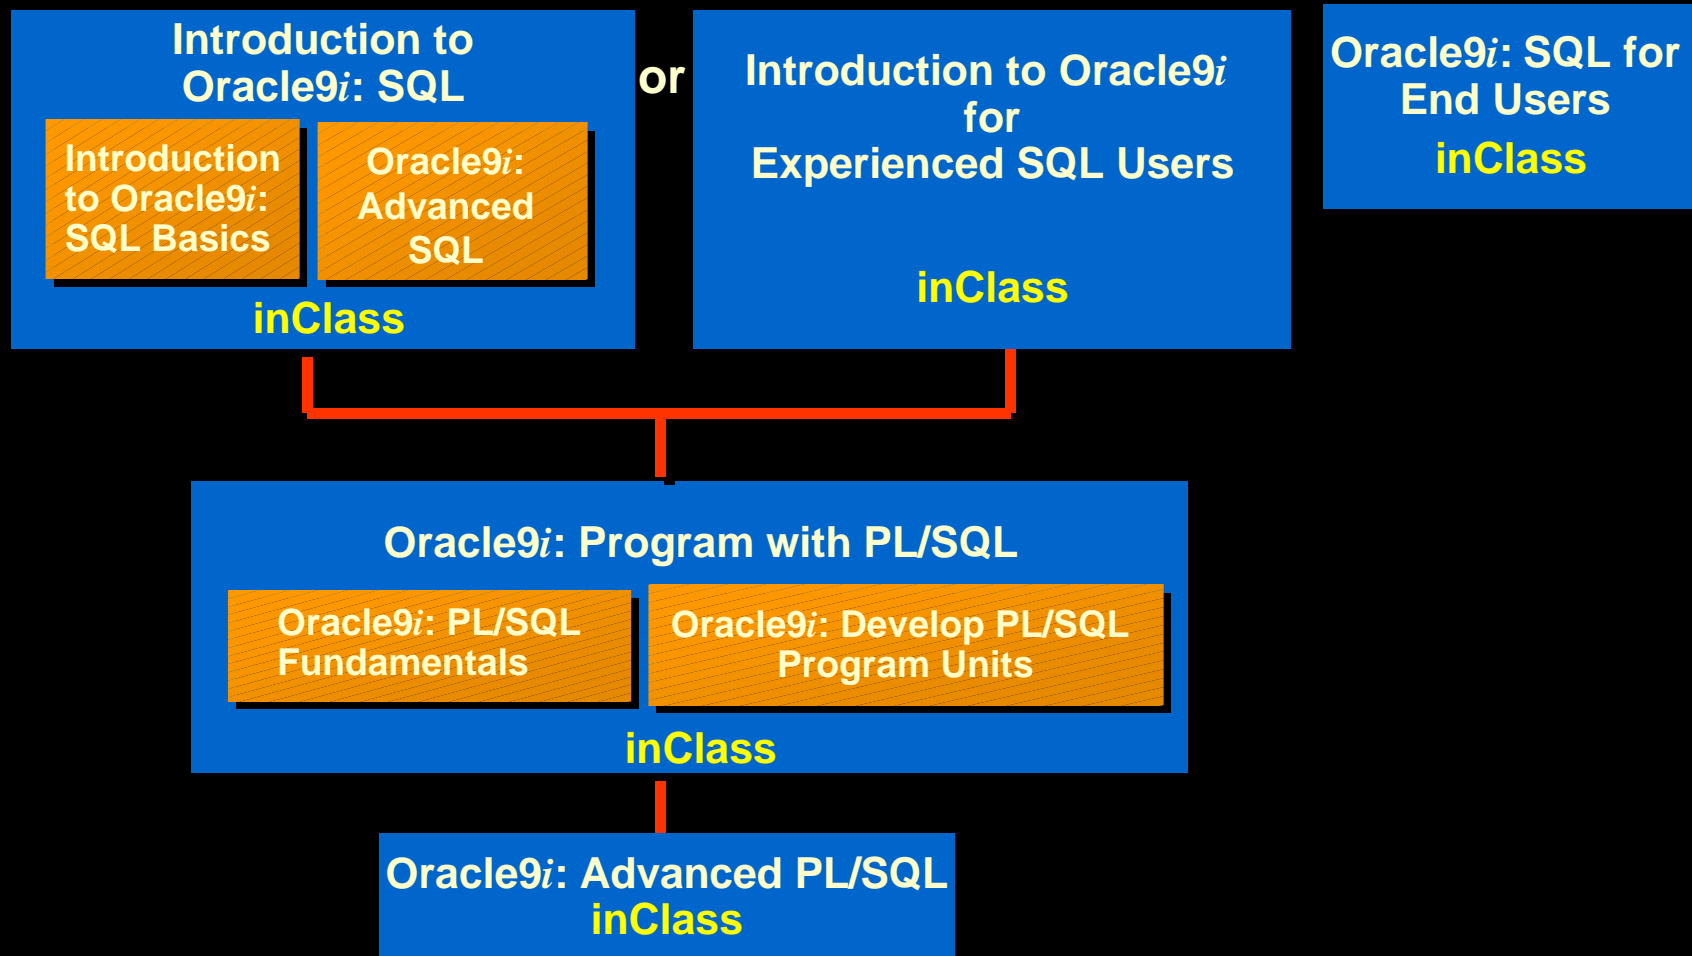 Introduction to
Oracle9i: SQL
Introduction
to Oracle9i:
SQL Basics
Oracle9i:
Advanced
SQL
inClass
or
Introduction to Oracle9i
for
Experienced SQL Users
inClass
Oracle9i: SQL for
End Users
inClass
Oracle9i: Program with PL/SQL
Oracle9i: PL/SQL
Fundamentals
Oracle9i: Develop PL/SQL
Program Units
inClass
Oracle9i: Advanced PL/SQL
inClass